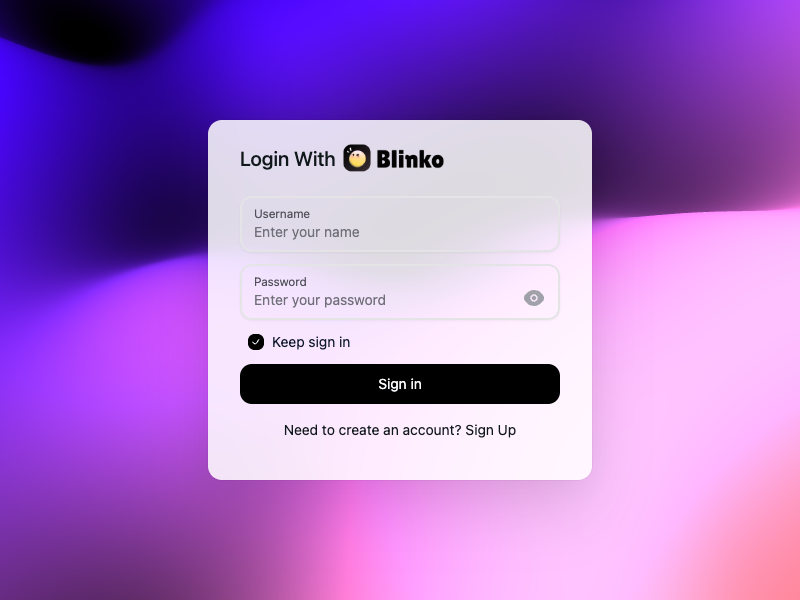 Login With Blinko
Username
Enter your name
Password
Enter your password
Keep sign in
Sign in
Need to create an account? Sign Up